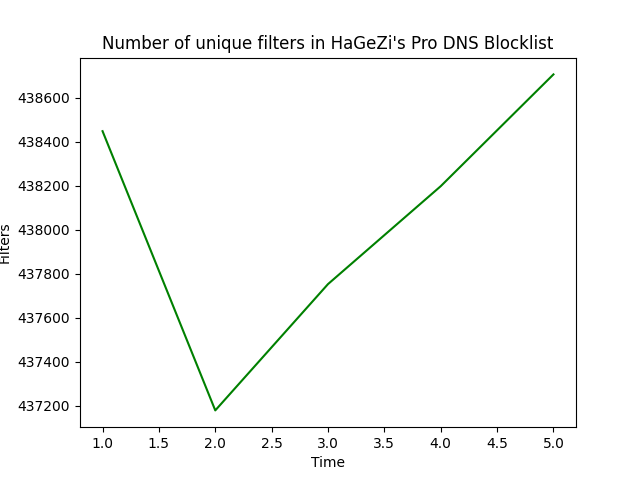 Number of unique filters in HaGeZi's Pro DNS Blocklist
438600
438400
438200
438000
437800
437600
437400
437200
Filters
1.0 1.5 2.0 2.5 3.0 3.5 4.0 4.5 5.0
Time